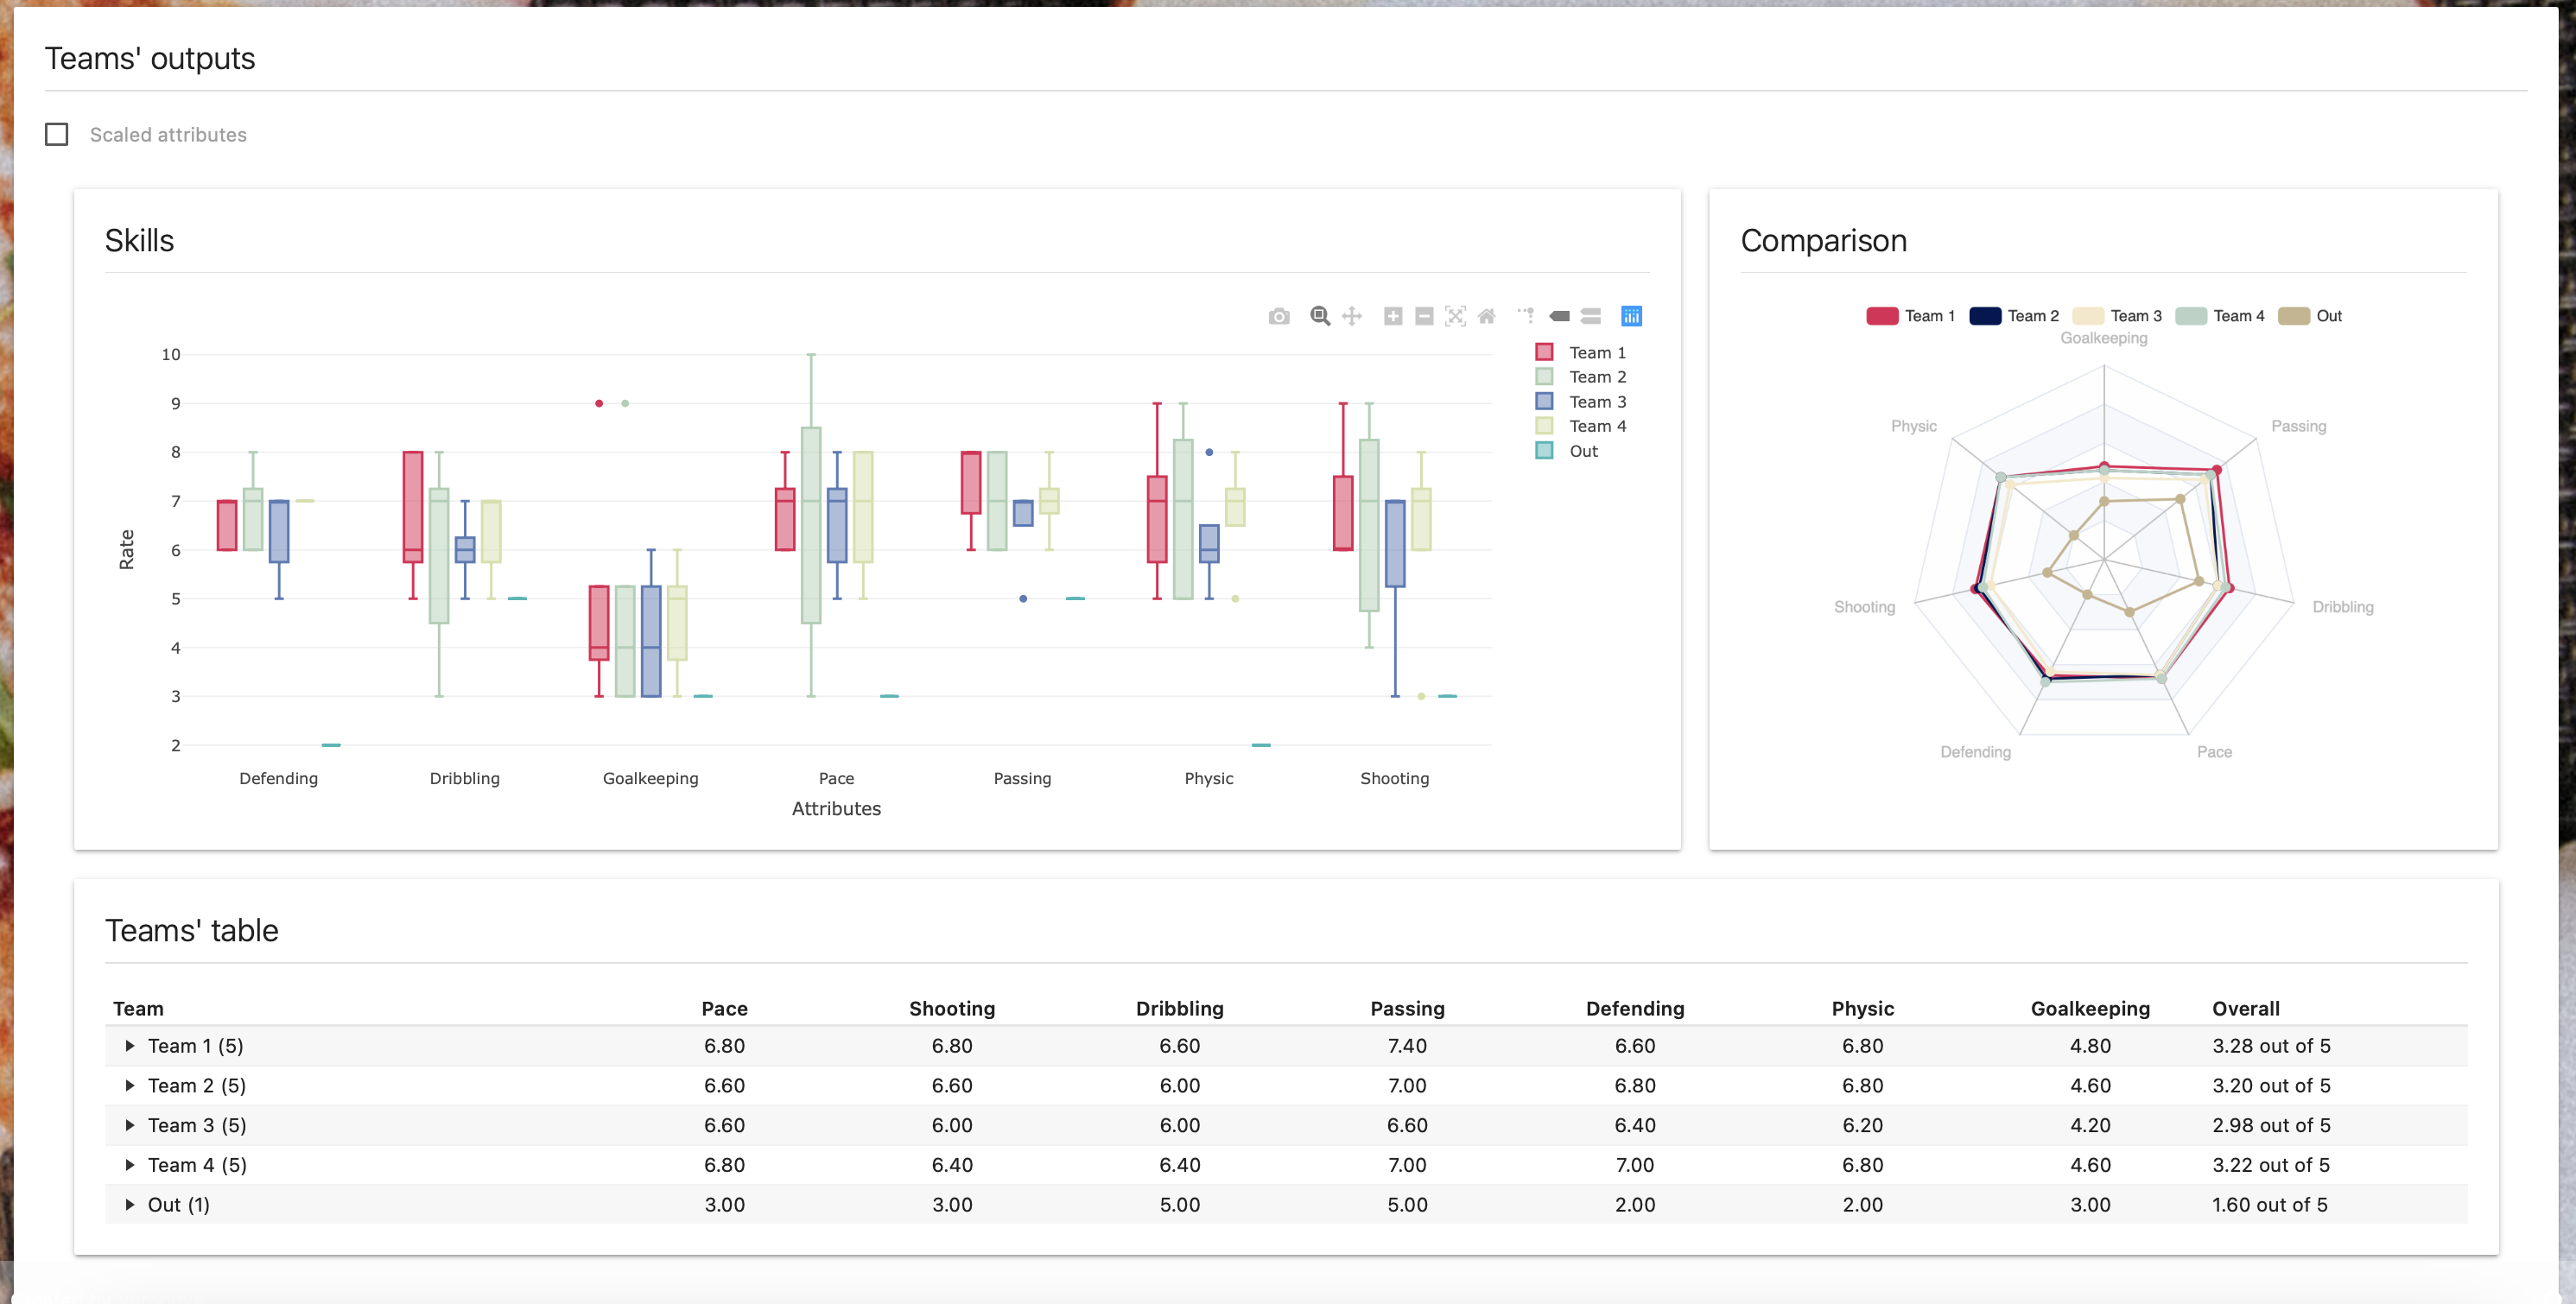 Teams' outputs
Scaled attributes
Skills
Team 1
Team 2
Team 3
Team 4
Out
10
9
8
7
6
5
4
3
2
Rate
Defending Dribbling Goalkeeping Pace Passing Physic Shooting
Attributes
Comparison
Team 1 Team 2 Team 3 Team 4 Out
Goalkeeping
Physic Passing
Shooting Dribbling
Defending Pace
Teams' table
Team Pace Shooting Dribbling Passing Defending Physic Goalkeeping Overall
Team 1 (5) 6.80 6.80 6.60 7.40 6.60 6.80 4.80 3.28 out of 5
Team 2 (5) 6.60 6.60 6.00 7.00 6.80 6.80 4.60 3.20 out of 5
Team 3 (5) 6.60 6.00 6.00 6.60 6.40 6.20 4.20 2.98 out of 5
Team 4 (5) 6.80 6.40 6.40 7.00 7.00 6.80 4.60 3.22 out of 5
Out (1) 3.00 3.00 5.00 5.00 2.00 2.00 3.00 1.60 out of 5